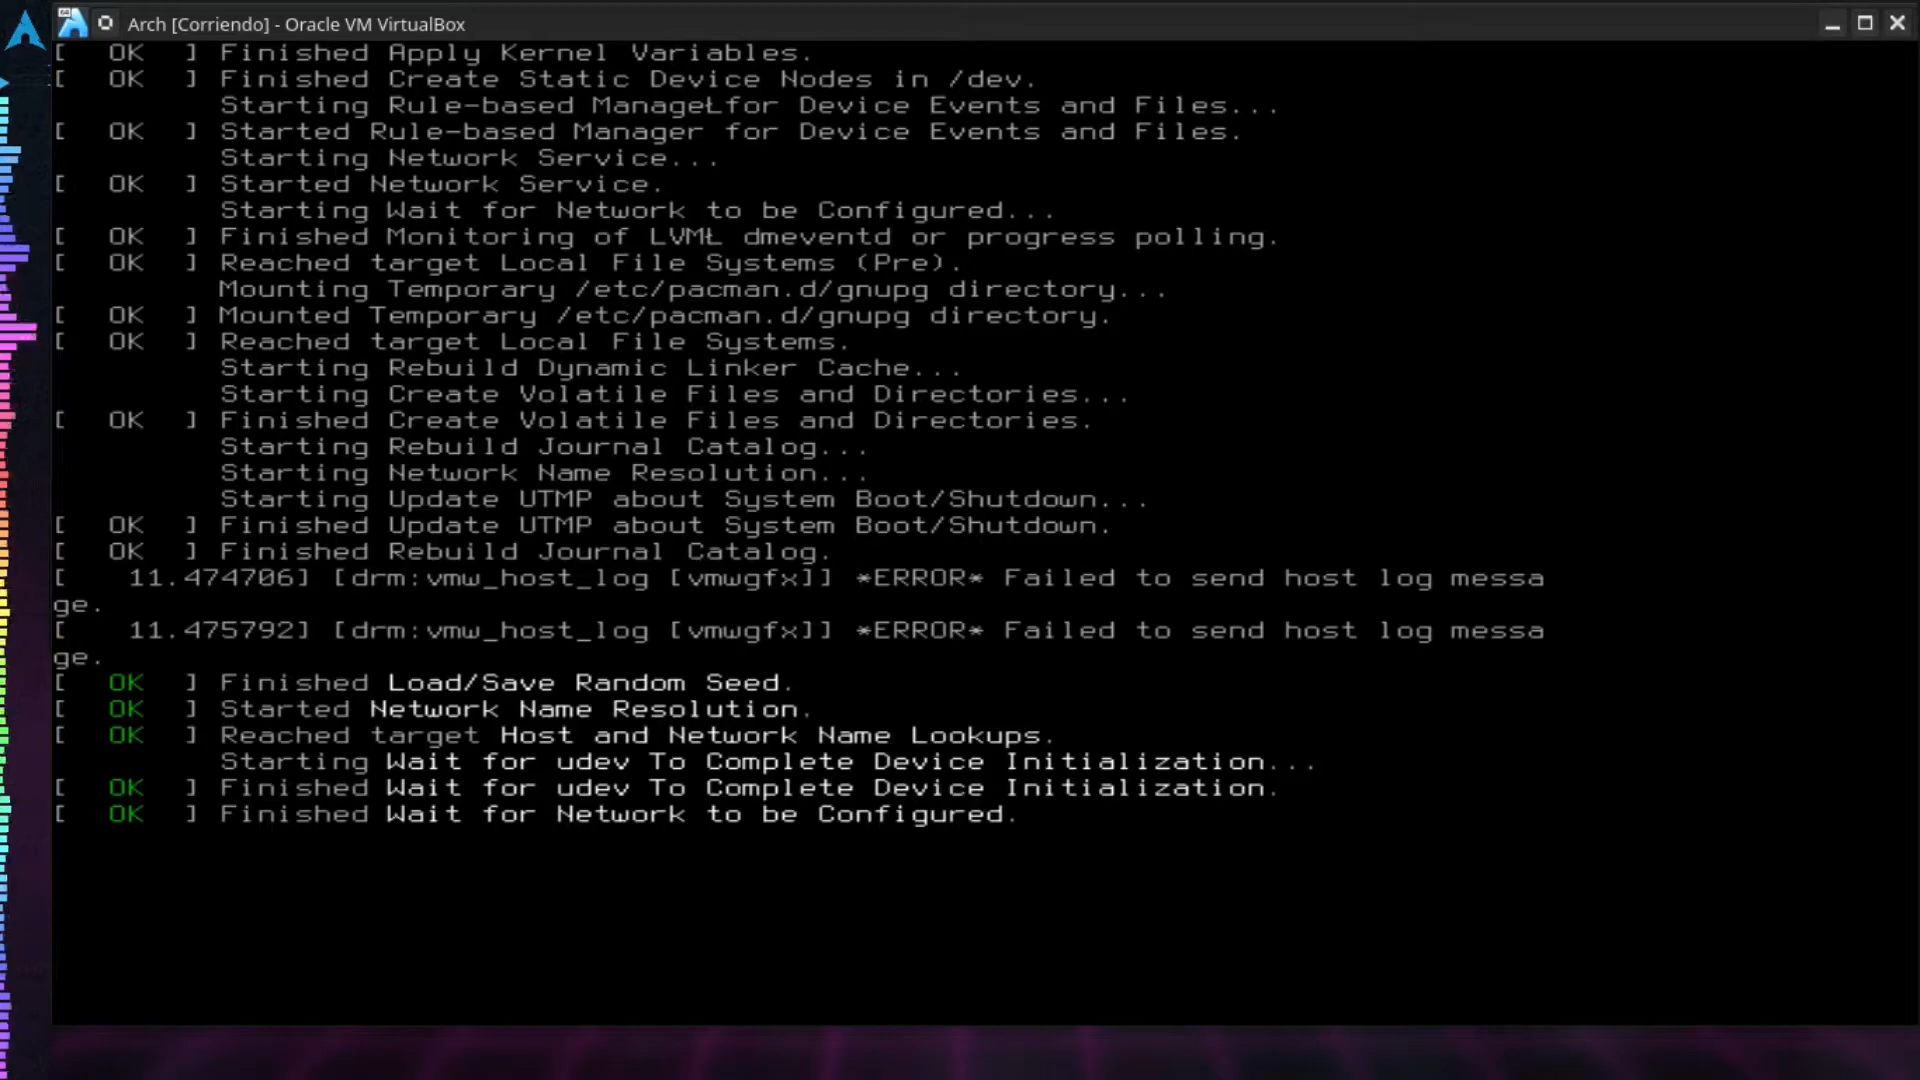 Arch [Corriendo] - Oracle VM VirtualBox
[ OK ] Finished Apply Kernel Variables.
[ OK ] Finished Create Static Device Nodes in /dev.
Starting Rule-based ManageŁfor Device Events and Files...
[ OK ] Started Rule-based Manager for Device Events and Files.
Starting Network Service...
[ OK ] Started Network Service.
Starting Wait for Network to be Configured...
[ OK ] Finished Monitoring of LVMŁ dmeventd or progress polling.
[ OK ] Reached target Local File Systems (Pre).
Mounting Temporary /etc/pacman.d/gnupg directory...
[ OK ] Mounted Temporary /etc/pacman.d/gnupg directory.
[ OK ] Reached target Local File Systems.
Starting Rebuild Dynamic Linker Cache...
Starting Create Volatile Files and Directories...
[ OK ] Finished Create Volatile Files and Directories.
Starting Rebuild Journal Catalog...
Starting Network Name Resolution...
Starting Update UTMP about System Boot/Shutdown...
[ OK ] Finished Update UTMP about System Boot/Shutdown.
[ OK ] Finished Rebuild Journal Catalog.
[ 11.474706] [drm:vmw_host_log [vmwgfx]] *ERROR* Failed to send host log messa
ge.
[ 11.475792] [drm:vmw_host_log [vmwgfx]] *ERROR* Failed to send host log messa
ge.
[ OK ] Finished Load/Save Random Seed.
[ OK ] Started Network Name Resolution.
[ OK ] Reached target Host and Network Name Lookups.
Starting Wait for udev To Complete Device Initialization...
[ OK ] Finished Wait for udev To Complete Device Initialization.
[ OK ] Finished Wait for Network to be Configured.